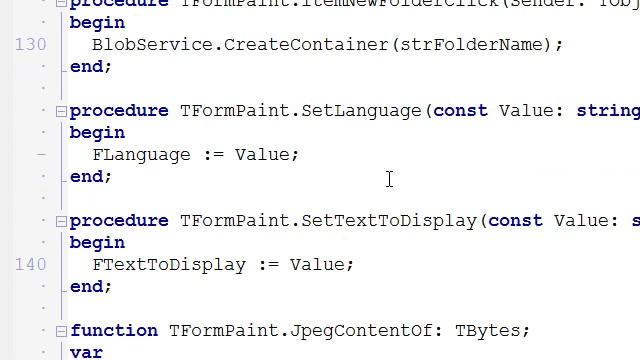 procedure TFormPaint.ItemNewFolderClick(Sender: TObj
begin
130 BlobService.CreateContainer(strFolderName);
end;
procedure TFormPaint.SetLanguage(const Value: string
begin
FLanguage := Value;
end;
procedure TFormPaint.SetTextToDisplay(const Value: s
begin
140 FTextToDisplay := Value;
end;
function TFormPaint.JpegContentOf: TBytes;
var